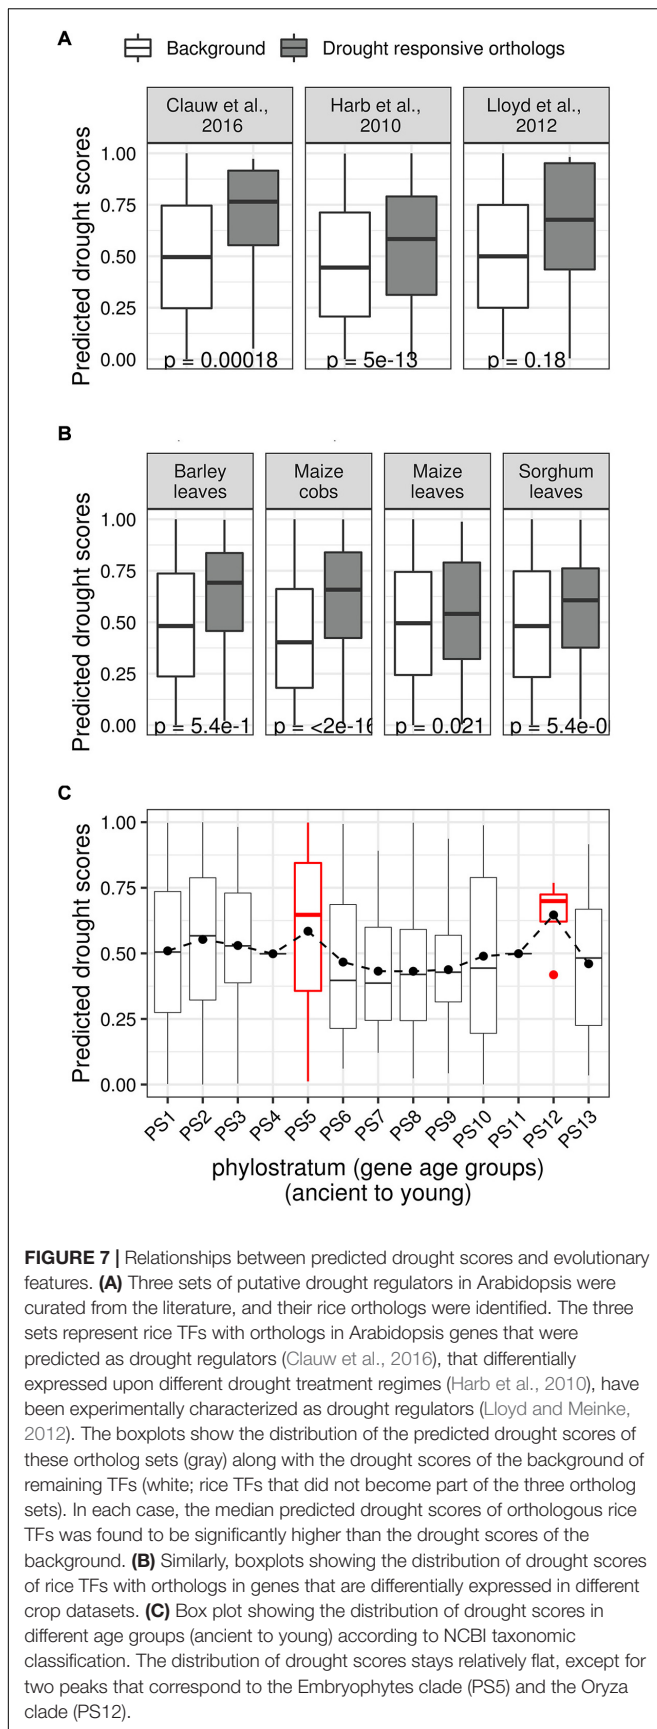 A
Background  Drought responsive orthologs
Clauw et al., 2016
Harb et al., 2010
Lloyd et al., 2012
Predicted drought scores
1.00
0.75
0.50
0.25
0.00
p = 0.00018
p = 5e-13
p = 0.18
B
Barley leaves
Maize cobs
Maize leaves
Sorghum leaves
Predicted drought scores
1.00
0.75
0.50
0.25
0.00
p = 5.4e-1
p = <2e-16
p = 0.021
p = 5.4e-0
C
Predicted drought scores
1.00
0.75
0.50
0.25
0.00
PS1 PS2 PS3 PS4 PS5 PS6 PS7 PS8 PS9 PS10 PS11 PS12 PS13
phylostratum (gene age groups)
(ancient to young)
FIGURE 7 | Relationships between predicted drought scores and evolutionary
features. (A) Three sets of putative drought regulators in Arabidopsis were
curated from the literature, and their rice orthologs were identified. The three
sets represent rice TFs with orthologs in Arabidopsis genes that were
predicted as drought regulators (Clauw et al., 2016), that differentially
expressed upon different drought treatment regimes (Harb et al., 2010), have
been experimentally characterized as drought regulators (Lloyd and Meinke,
2012). The boxplots show the distribution of the predicted drought scores of
these ortholog sets (gray) along with the drought scores of the background of
remaining TFs (white; rice TFs that did not become part of the three ortholog
sets). In each case, the median predicted drought scores of orthologous rice
TFs was found to be significantly higher than the drought scores of the
background. (B) Similarly, boxplots showing the distribution of drought scores
of rice TFs with orthologs in genes that are differentially expressed in different
crop datasets. (C) Box plot showing the distribution of drought scores in
different age groups (ancient to young) according to NCBI taxonomic
classification. The distribution of drought scores stays relatively flat, except for
two peaks that correspond to the Embryophytes clade (PS5) and the Oryza
clade (PS12).